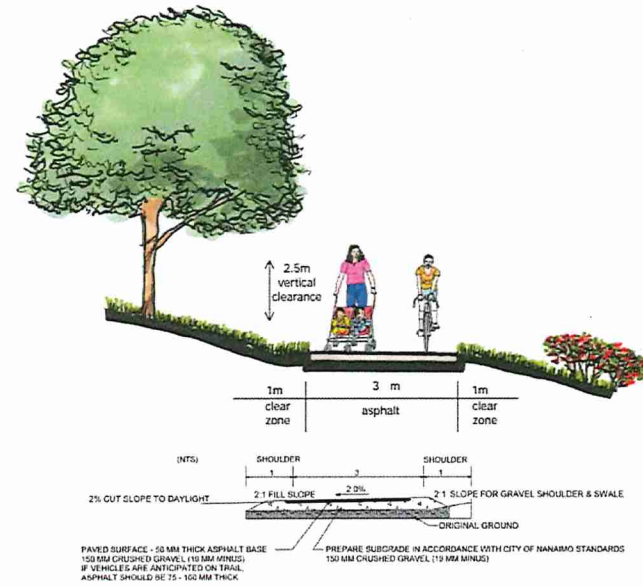 2.5m
vertical
clearance
1m
clear
zone
3 m
asphalt
1m
clear
zone
(NTS)
SHOULDER
SHOULDER
1
3
1
2% CUT SLOPE TO DAYLIGHT
2:1 FILL SLOPE
2.0%
2:1 SLOPE FOR GRAVEL SHOULDER & SWALE
ORIGINAL GROUND
PAVED SURFACE - 50 MM THICK ASPHALT BASE
150 MM CRUSHED GRAVEL (19 MM MINUS)
IF VEHICLES ARE ANTICIPATED ON TRAIL,
ASPHALT SHOULD BE 75 - 100 MM THICK
PREPARE SUBGRADE IN ACCORDANCE WITH CITY OF NANAIMO STANDARDS
150 MM CRUSHED GRAVEL (19 MM MINUS)